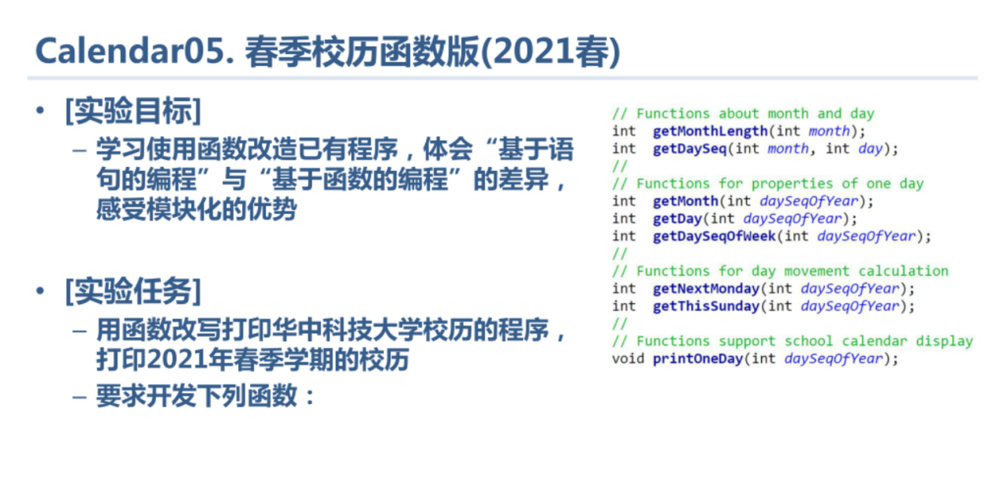 Calendar05. 春季校历函数版(2021春)
• [实验目标]
– 学习使用函数改造已有程序，体会“基于语
句的编程”与“基于函数的编程”的差异，
感受模块化的优势
• [实验任务]
– 用函数改写打印华中科技大学校历的程序，
打印2021年春季学期的校历
– 要求开发下列函数：
// Functions about month and day
int  getMonthLength(int month);
int  getDaySeq(int month, int day);
//
// Functions for properties of one day
int  getMonth(int daySeqOfYear);
int  getDay(int daySeqOfYear);
int  getDaySeqOfWeek(int daySeqOfYear);
//
// Functions for day movement calculation
int  getNextMonday(int daySeqOfYear);
int  getThisSunday(int daySeqOfYear);
//
// Functions support school calendar display
void printOneDay(int daySeqOfYear);